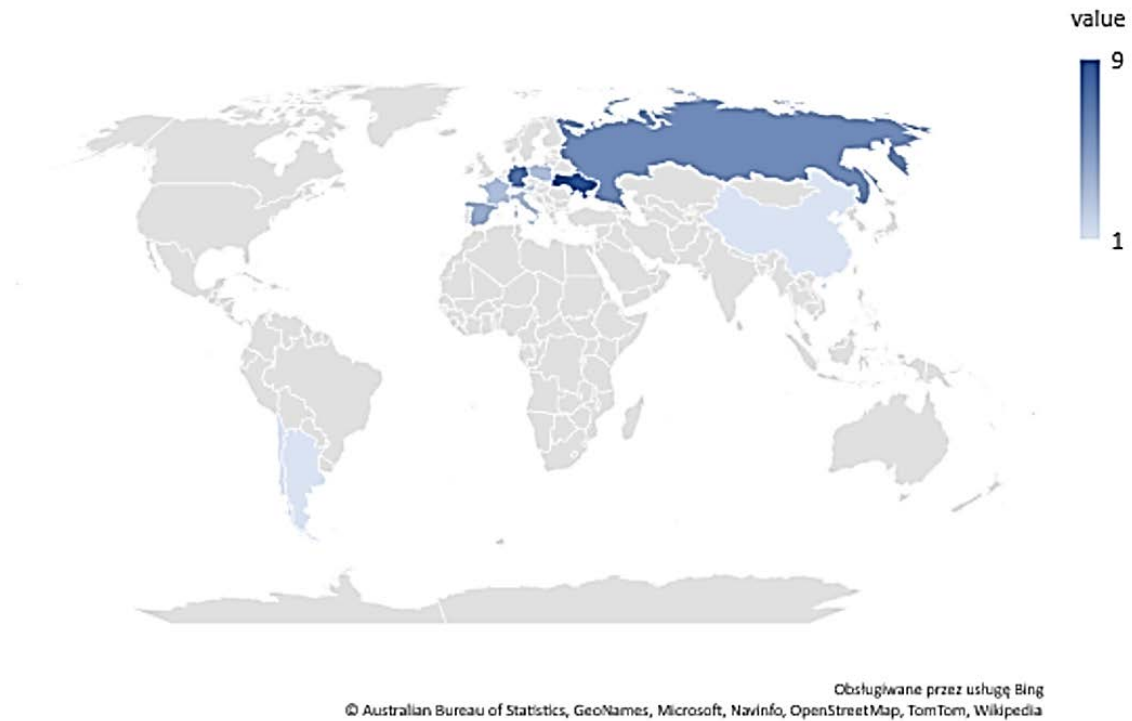 value
9
1
Obsługiwane przez usługę Bing
© Australian Bureau of Statistics, GeoNames, Microsoft, Navinfo, OpenStreetMap, TomTom, Wikipedia